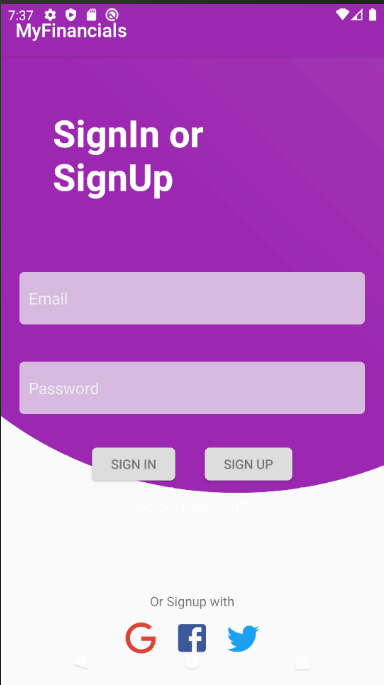 7:37
MyFinancials
SignIn or
SignUp
Email
Password
SIGN IN
SIGN UP
Forgot Password?
Or Signup with